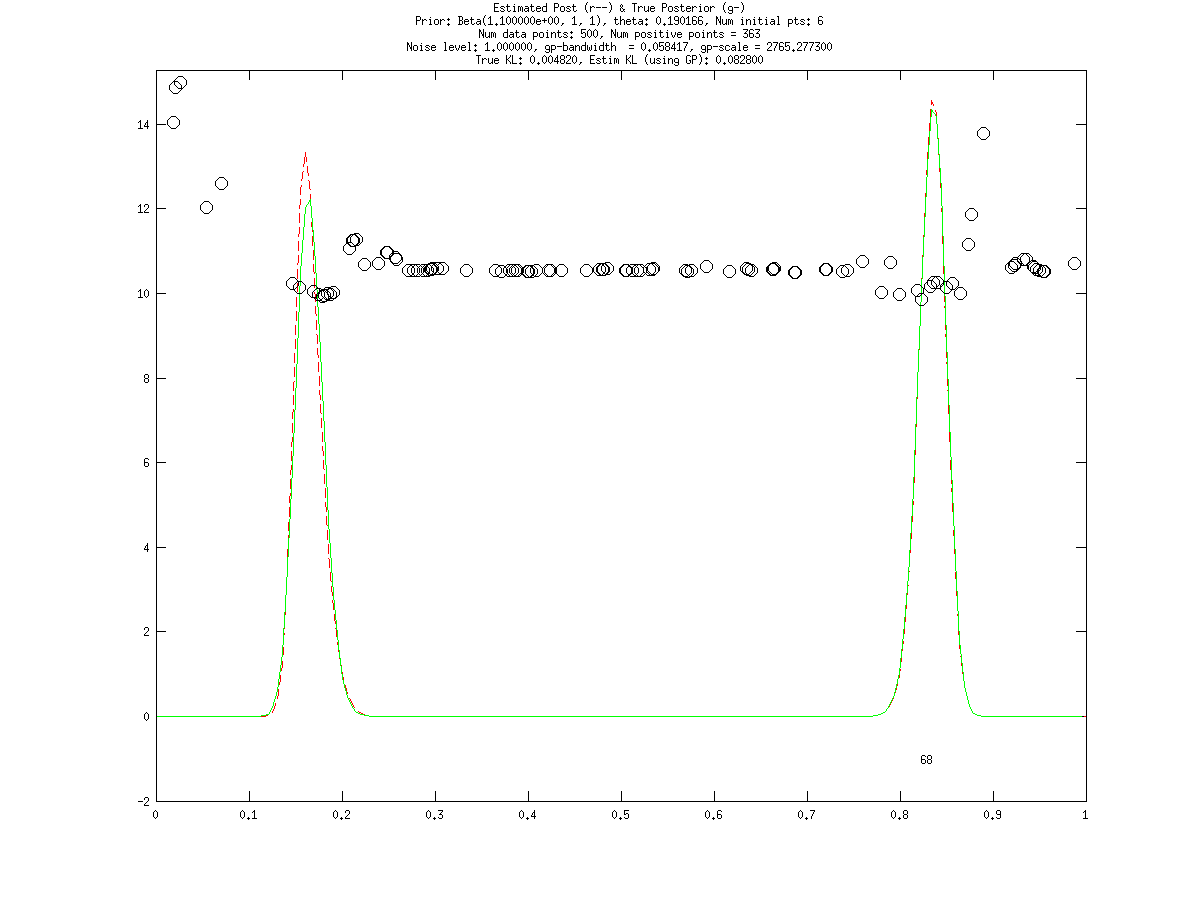 Estimated Post (r--) & True Posterior (g-)
Prior: Beta(1.100000e+00, 1, 1), theta: 0.190166, Num initial pts: 6
Num data points: 500, Num positive points = 363
Noise level: 1.000000, gp-bandwidth  = 0.058417, gp-scale = 2765.277300
True KL: 0.004820, Estim KL (using GP): 0.082800
14
12
10
8
6
4
2
0
68
-2
0 0.1 0.2 0.3 0.4 0.5 0.6 0.7 0.8 0.9 1